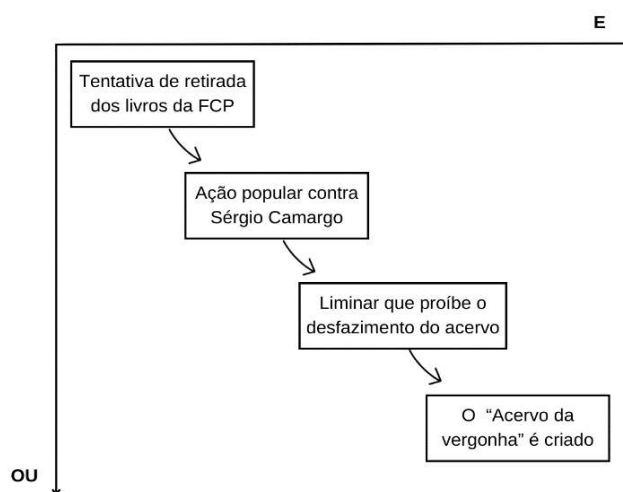 E
Tentativa de retirada
dos livros da FCP
Ação popular contra
Sérgio Camargo
Liminar que proíbe o
desfazimento do acervo
O “Acervo da
vergonha” é criado
OU